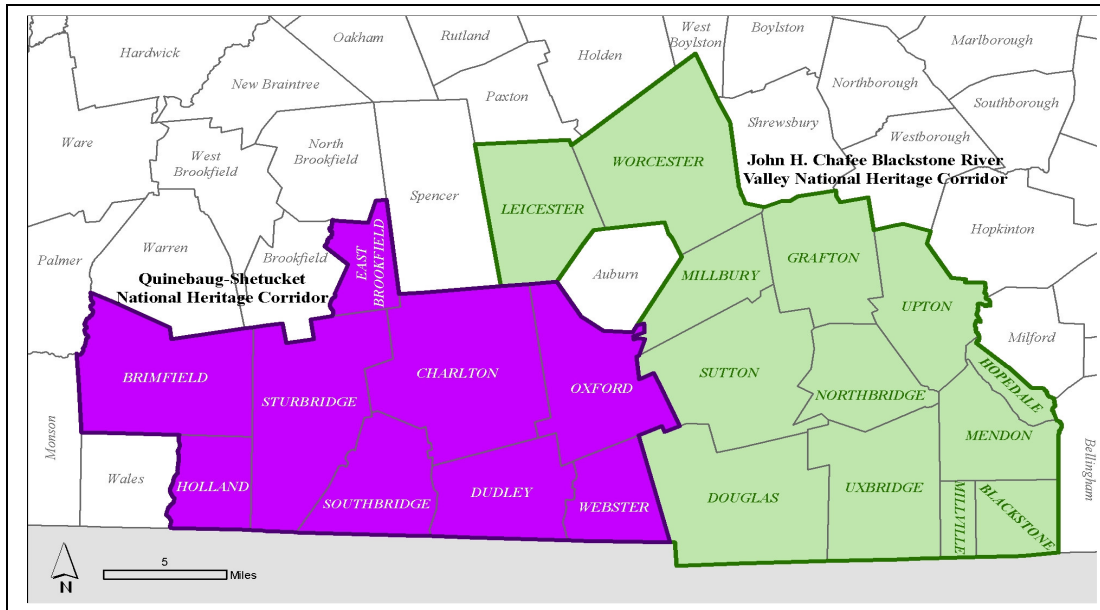 Hardwick
Oakham
Rutland
Holden
West
Boylston
Boylston
Marlborough
New Braintree
Paxton
Northborough
Southborough
Ware
West
Brookfield
North
Brookfield
Spencer
WORCESTER
Shrewsbury
Westborough
John H. Chafee Blackstone River
Valley National Heritage Corridor
LEICESTER
Hopkinton
Palmer
Warren
Brookfield
EAST
BROOKFIELD
Auburn
MILLBURY
GRAFTON
Quinebaug-Shetucket
National Heritage Corridor
UPTON
Milford
BRIMFIELD
STURBRIDGE
CHARLTON
OXFORD
SUTTON
NORTHBRIDGE
HOPEDALE
MENDON
Monson
Wales
HOLLAND
SOUTHBRIDGE
DUDLEY
WEBSTER
DOUGLAS
UXBRIDGE
MILLVILLE
BLACKSTONE
Bellingham
N
5
Miles